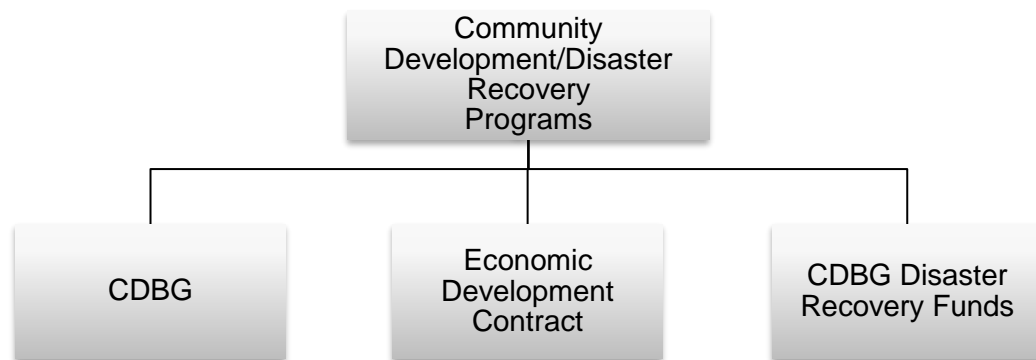 Community
Development/Disaster
Recovery
Programs
CDBG
Economic
Development
Contract
CDBG Disaster
Recovery Funds